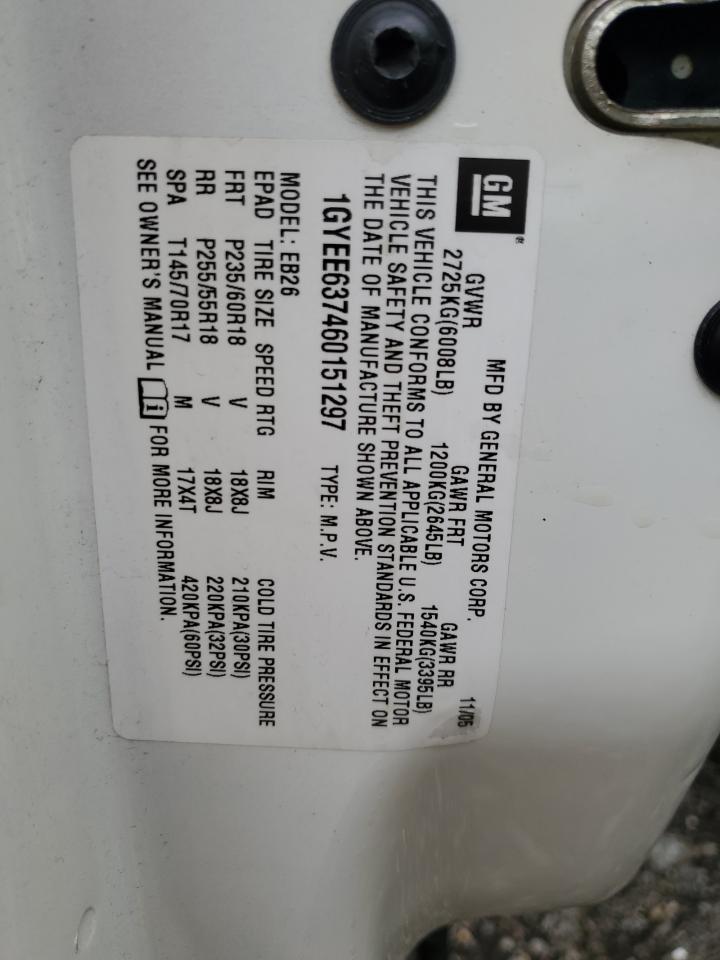 GM®
MFD BY GENERAL MOTORS CORP. 11/05
GVWR GAWR FRT GAWR RR
2725KG(6008LB) 1200KG(2645LB) 1540KG(3395LB)
THIS VEHICLE CONFORMS TO ALL APPLICABLE U.S. FEDERAL MOTOR
VEHICLE SAFETY AND THEFT PREVENTION STANDARDS IN EFFECT ON
THE DATE OF MANUFACTURE SHOWN ABOVE.
1GYEE637460151297 TYPE: M.P.V.
MODEL: EB26
EPAD TIRE SIZE SPEED RTG RIM COLD TIRE PRESSURE
FRT P235/60R18 V 18X8J 210KPA(30PSI)
RR P255/55R18 V 18X8J 220KPA(32PSI)
SPA T145/70R17 M 17X4T 420KPA(60PSI)
SEE OWNER'S MANUAL i FOR MORE INFORMATION.